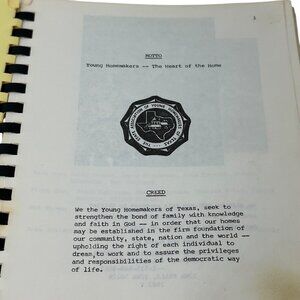 1
MOTTO
Young Homemakers -- The Heart of the Home
CREED
We the Young Homemakers of Texas, seek to
strengthen the bond of family with knowledge
and faith in God -- in order that our homes
may be established in the firm foundation of
our community, state, nation and the world --
upholding the right of each individual to
dream, to work and to assure the privileges
and responsibilities of the democratic way
of life.